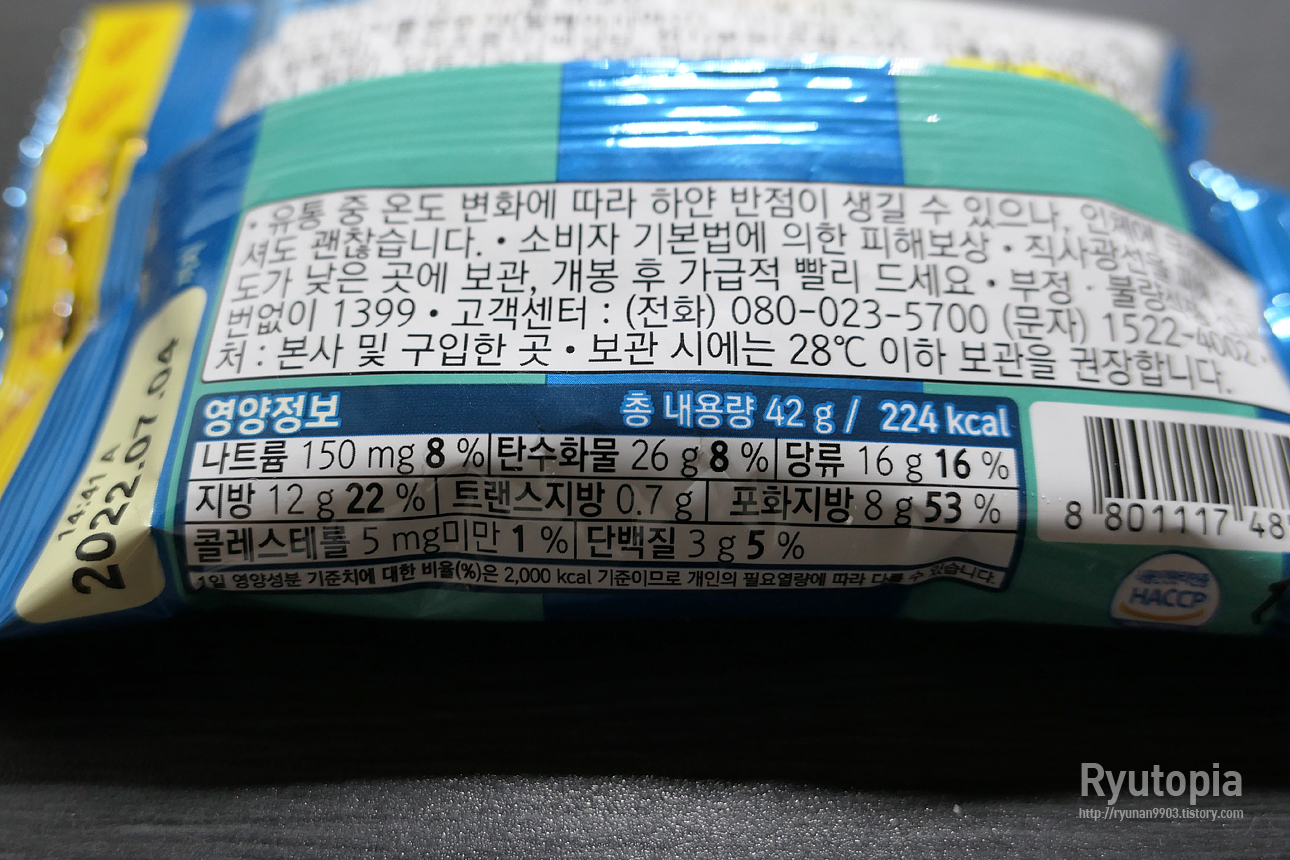 • 유통 중 온도 변화에 따라 하얀 반점이 생길 수 있으나, 인체에
셔도 괜찮습니다. • 소비자 기본법에 의한 피해보상 • 직사광선을
도가 낮은 곳에 보관, 개봉 후 가급적 빨리 드세요 • 부정 · 불량식품
번없이 1399 • 고객센터 : (전화) 080-023-5700 (문자) 1522-4002 •
처 : 본사 및 구입한 곳 • 보관 시에는 28℃ 이하 보관을 권장합니다.
14:41 A
2022.07.04
영양정보 총 내용량 42 g / 224 kcal
나트륨 150 mg 8 % 탄수화물 26 g 8 % 당류 16 g 16 %
지방 12 g 22 % 트랜스지방 0.7 g 포화지방 8 g 53 %
콜레스테롤 5 mg미만 1 % 단백질 3 g 5 %
1일 영양성분 기준치에 대한 비율(%)은 2,000 kcal 기준이므로 개인의 필요열량에 따라 다를 수 있습니다.
8 801117 48
HACCP
Ryutopia
http://ryunan9903.tistory.com